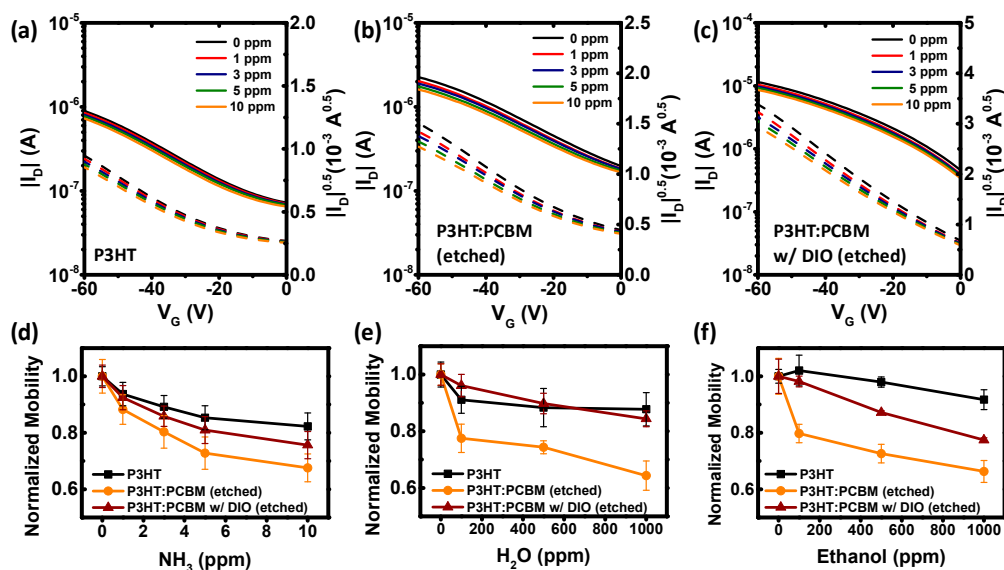 (a)
10⁻⁵
10⁻⁶
10⁻⁷
10⁻⁸
|I_D| (A)
0 ppm
1 ppm
3 ppm
5 ppm
10 ppm
P3HT
2.0
1.5
1.0
0.5
0.0
|I_D|^0.5 (10⁻³ A^0.5)
-60 -40 -20 0
V_G (V)
(b)
10⁻⁵
10⁻⁶
10⁻⁷
10⁻⁸
|I_D| (A)
0 ppm
1 ppm
3 ppm
5 ppm
10 ppm
P3HT:PCBM
(etched)
2.5
2.0
1.5
1.0
0.5
0.0
|I_D|^0.5 (10⁻³ A^0.5)
-60 -40 -20 0
V_G (V)
(c)
10⁻⁴
10⁻⁵
10⁻⁶
10⁻⁷
10⁻⁸
|I_D| (A)
0 ppm
1 ppm
3 ppm
5 ppm
10 ppm
P3HT:PCBM
w/ DIO (etched)
5
4
3
2
1
0
|I_D|^0.5 (10⁻³ A^0.5)
-60 -40 -20 0
V_G (V)
(d)
Normalized Mobility
1.0
0.8
0.6
P3HT
P3HT:PCBM (etched)
P3HT:PCBM w/ DIO (etched)
0 2 4 6 8 10
NH₃ (ppm)
(e)
Normalized Mobility
1.0
0.8
0.6
P3HT
P3HT:PCBM (etched)
P3HT:PCBM w/ DIO (etched)
0 200 400 600 800 1000
H₂O (ppm)
(f)
Normalized Mobility
1.0
0.8
0.6
P3HT
P3HT:PCBM (etched)
P3HT:PCBM w/ DIO (etched)
0 200 400 600 800 1000
Ethanol (ppm)